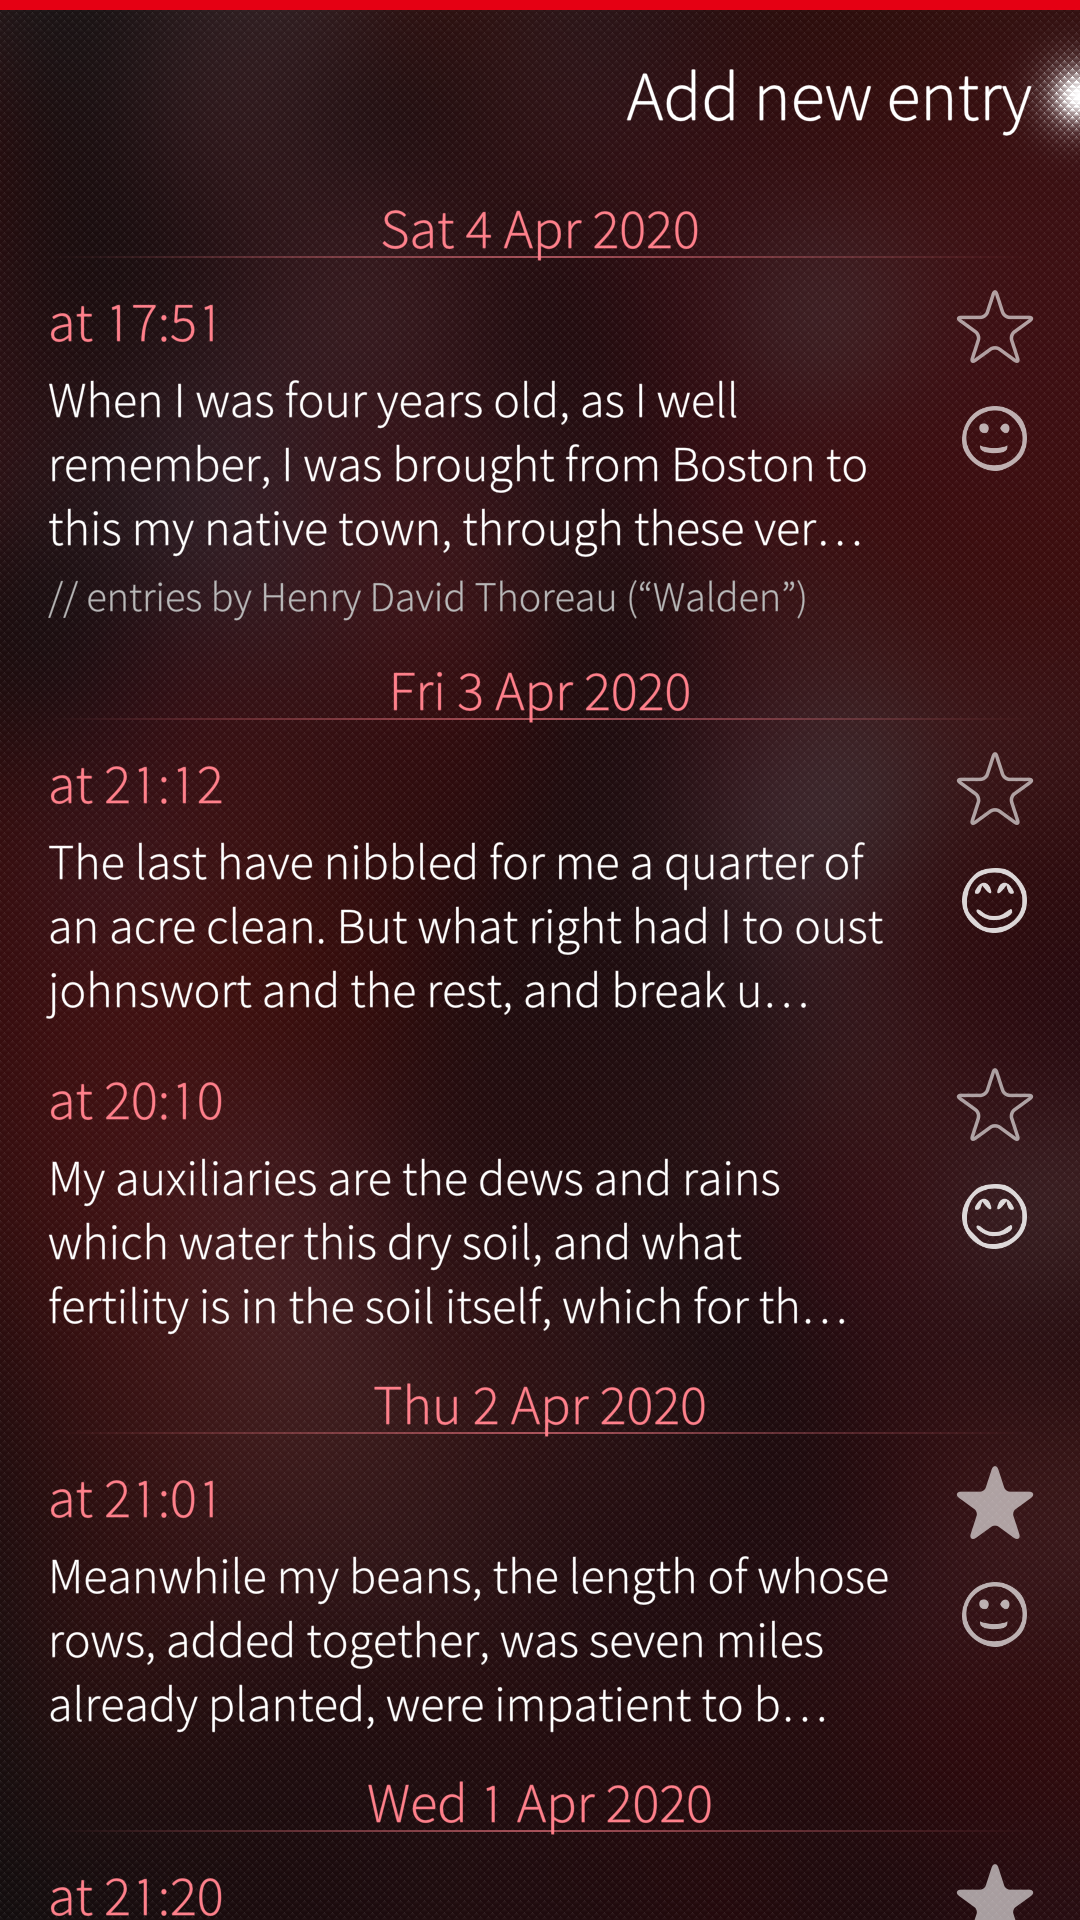 Add new entry
Sat 4 Apr 2020
at 17:51
When I was four years old, as I well
remember, I was brought from Boston to
this my native town, through these ver…
// entries by Henry David Thoreau (“Walden”)
Fri 3 Apr 2020
at 21:12
The last have nibbled for me a quarter of
an acre clean. But what right had I to oust
johnswort and the rest, and break u…
at 20:10
My auxiliaries are the dews and rains
which water this dry soil, and what
fertility is in the soil itself, which for th…
Thu 2 Apr 2020
at 21:01
Meanwhile my beans, the length of whose
rows, added together, was seven miles
already planted, were impatient to b…
Wed 1 Apr 2020
at 21:20